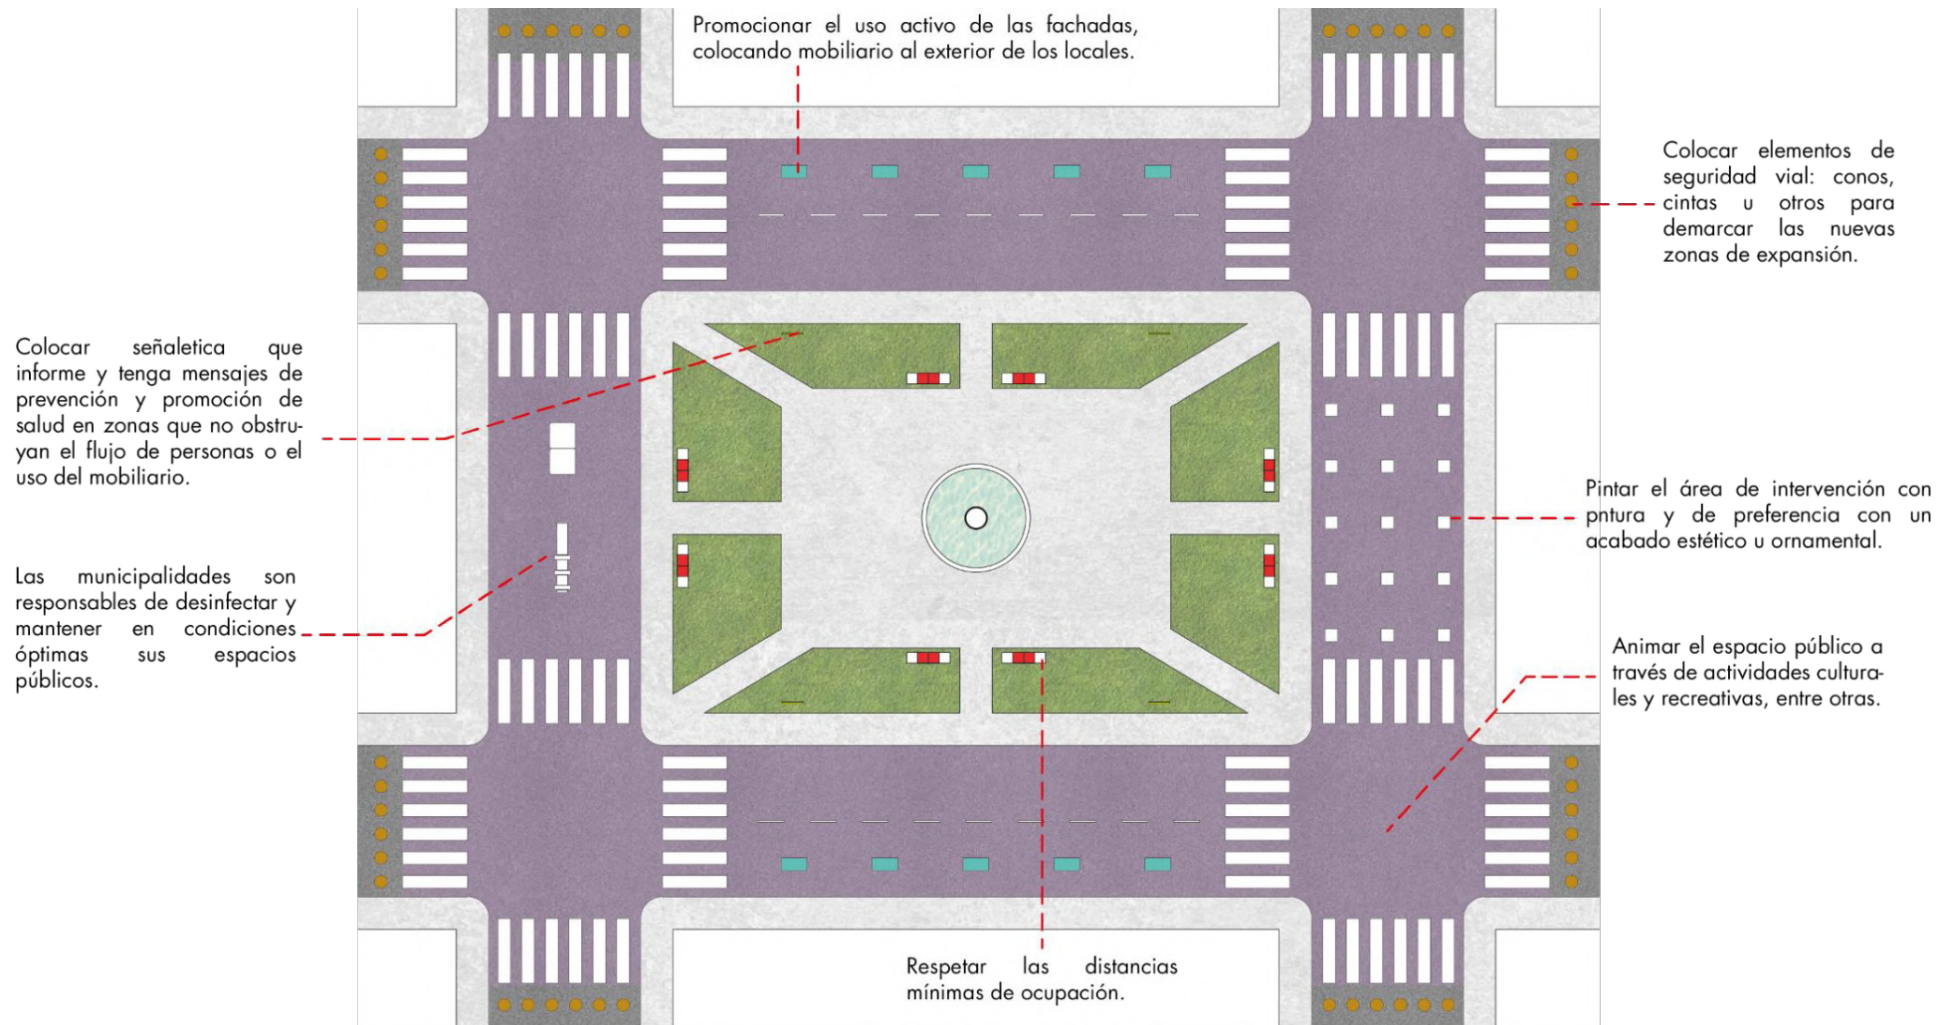 Promocionar el uso activo de las fachadas,
colocando mobiliario al exterior de los locales.
Colocar elementos de
seguridad vial: conos,
cintas u otros para
demarcar las nuevas
zonas de expansión.
Colocar señaletica que
informe y tenga mensajes de
prevención y promoción de
salud en zonas que no obstru-
yan el flujo de personas o el
uso del mobiliario.
Pintar el área de intervención con
pntura y de preferencia con un
acabado estético u ornamental.
Las municipalidades son
responsables de desinfectar y
mantener en condiciones
óptimas sus espacios
públicos.
Animar el espacio público a
través de actividades cultura-
les y recreativas, entre otras.
Respetar las distancias
mínimas de ocupación.